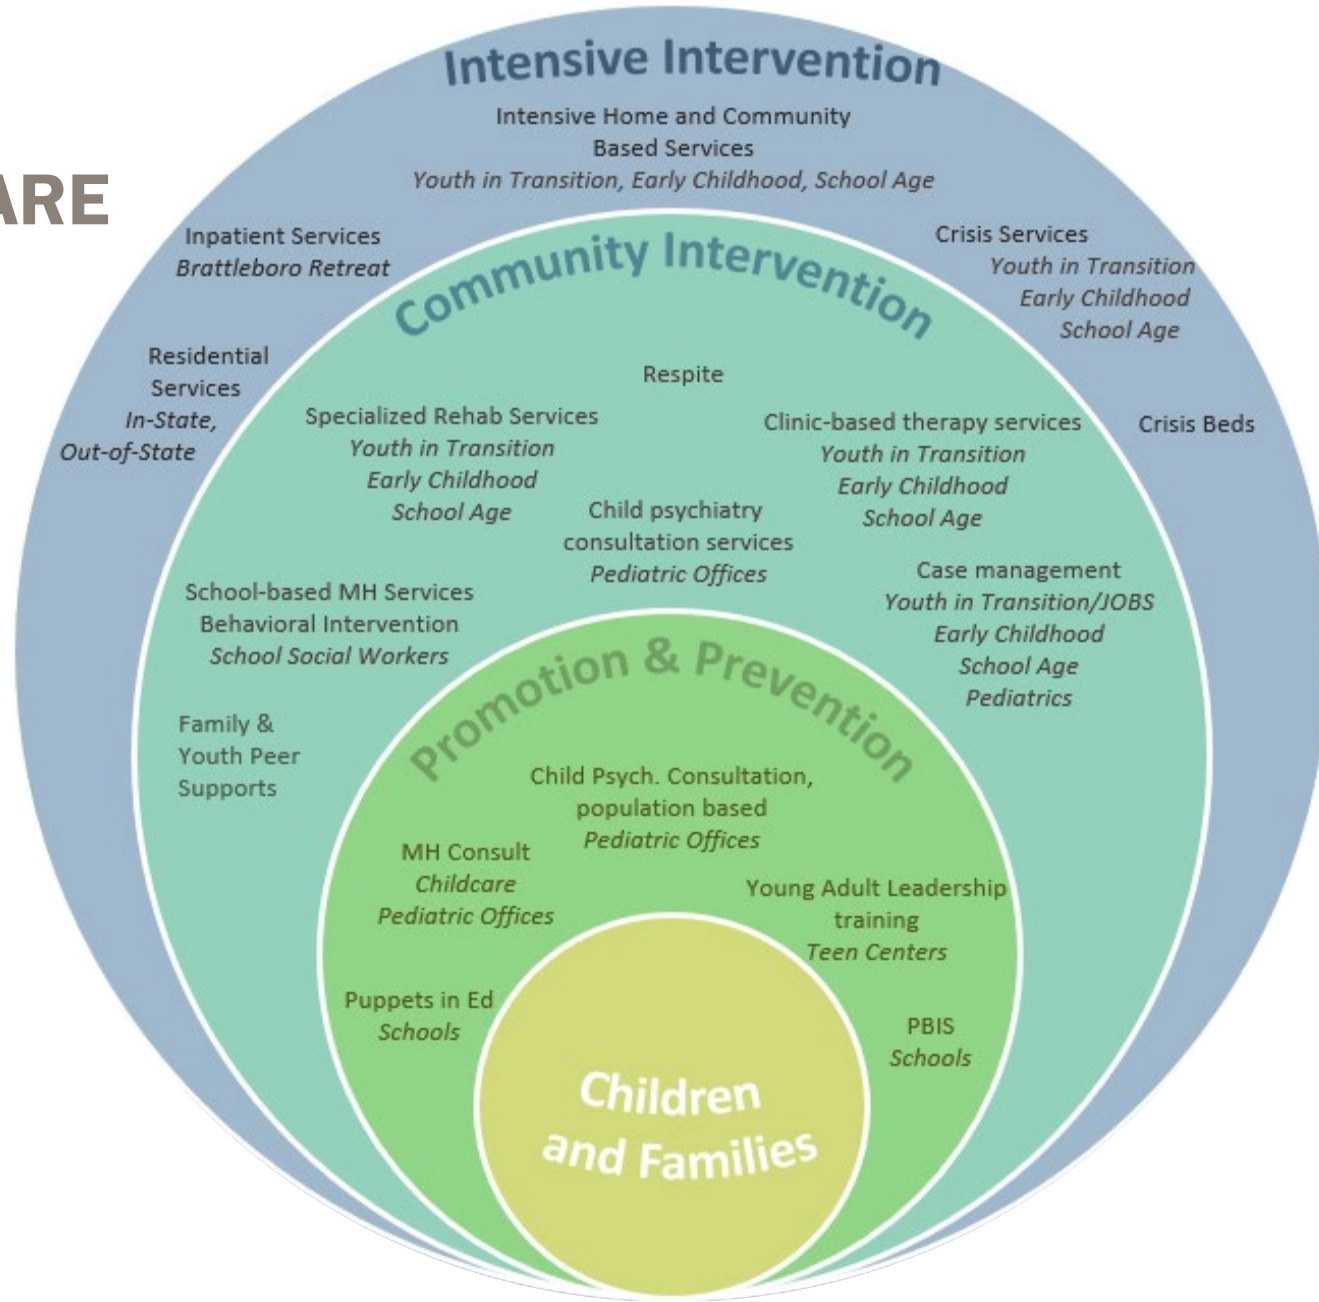 ARE
Intensive Intervention
Intensive Home and Community
Based Services
Youth in Transition, Early Childhood, School Age
Inpatient Services
Brattleboro Retreat
Crisis Services
Youth in Transition
Early Childhood
School Age
Residential
Services
In-State,
Out-of-State
Crisis Beds
Community Intervention
Respite
Specialized Rehab Services
Youth in Transition
Early Childhood
School Age
Clinic-based therapy services
Youth in Transition
Early Childhood
School Age
Child psychiatry
consultation services
Pediatric Offices
School-based MH Services
Behavioral Intervention
School Social Workers
Case management
Youth in Transition/JOBS
Early Childhood
School Age
Pediatrics
Family &
Youth Peer
Supports
Promotion & Prevention
Child Psych. Consultation,
population based
Pediatric Offices
MH Consult
Childcare
Pediatric Offices
Young Adult Leadership
training
Teen Centers
Puppets in Ed
Schools
PBIS
Schools
Children
and Families